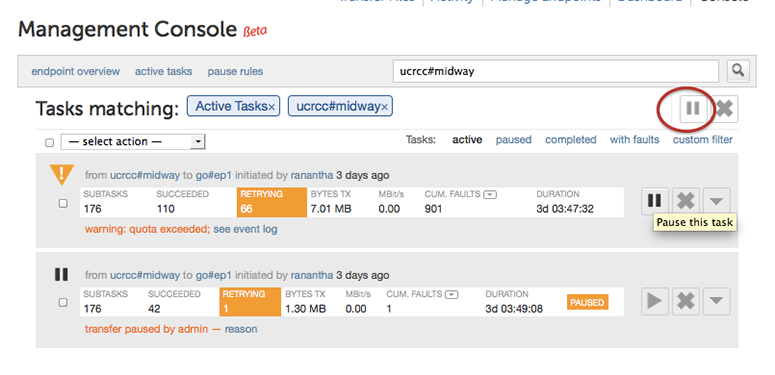 Transfer Files Activity Manage Endpoints Dashboard Console
Management Console Beta
endpoint overview active tasks pause rules ucrcc#midway
Tasks matching: Active Tasks× ucrcc#midway×
— select action — Tasks: active paused completed with faults custom filter
from ucrcc#midway to go#ep1 initiated by ranantha 3 days ago
SUBTASKS SUCCEEDED RETRYING BYTES TX MBit/s CUM. FAULTS DURATION
176 110 66 7.01 MB 0.00 901 3d 03:47:32
Pause this task
warning: quota exceeded; see event log
from ucrcc#midway to go#ep1 initiated by ranantha 3 days ago
SUBTASKS SUCCEEDED RETRYING BYTES TX MBit/s CUM. FAULTS DURATION
176 42 1 1.30 MB 0.00 1 3d 03:49:08 PAUSED
transfer paused by admin — reason